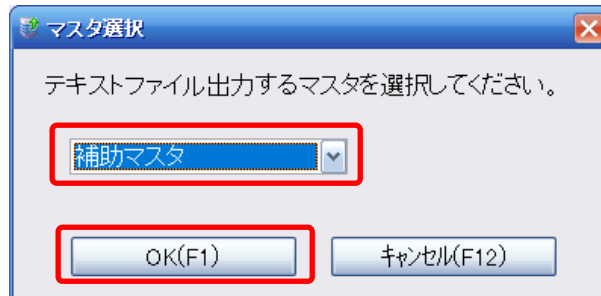 マスタ選択
テキストファイル出力するマスタを選択してください。
補助マスタ
OK(F1)
ｷｬﾝｾﾙ(F12)